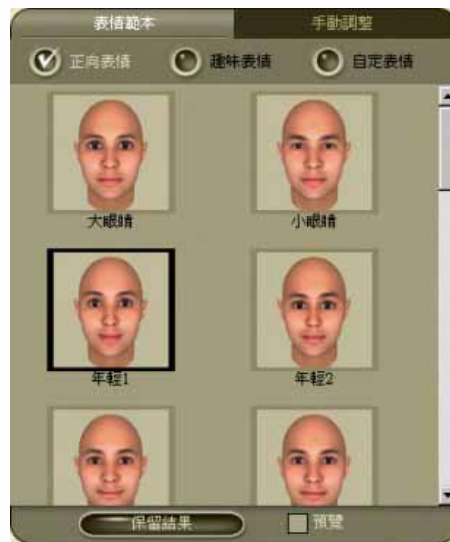 表情範本 手動調整
正向表情 趣味表情 自定表情
大眼睛 小眼睛
年輕1 年輕2
保留結果 預覽